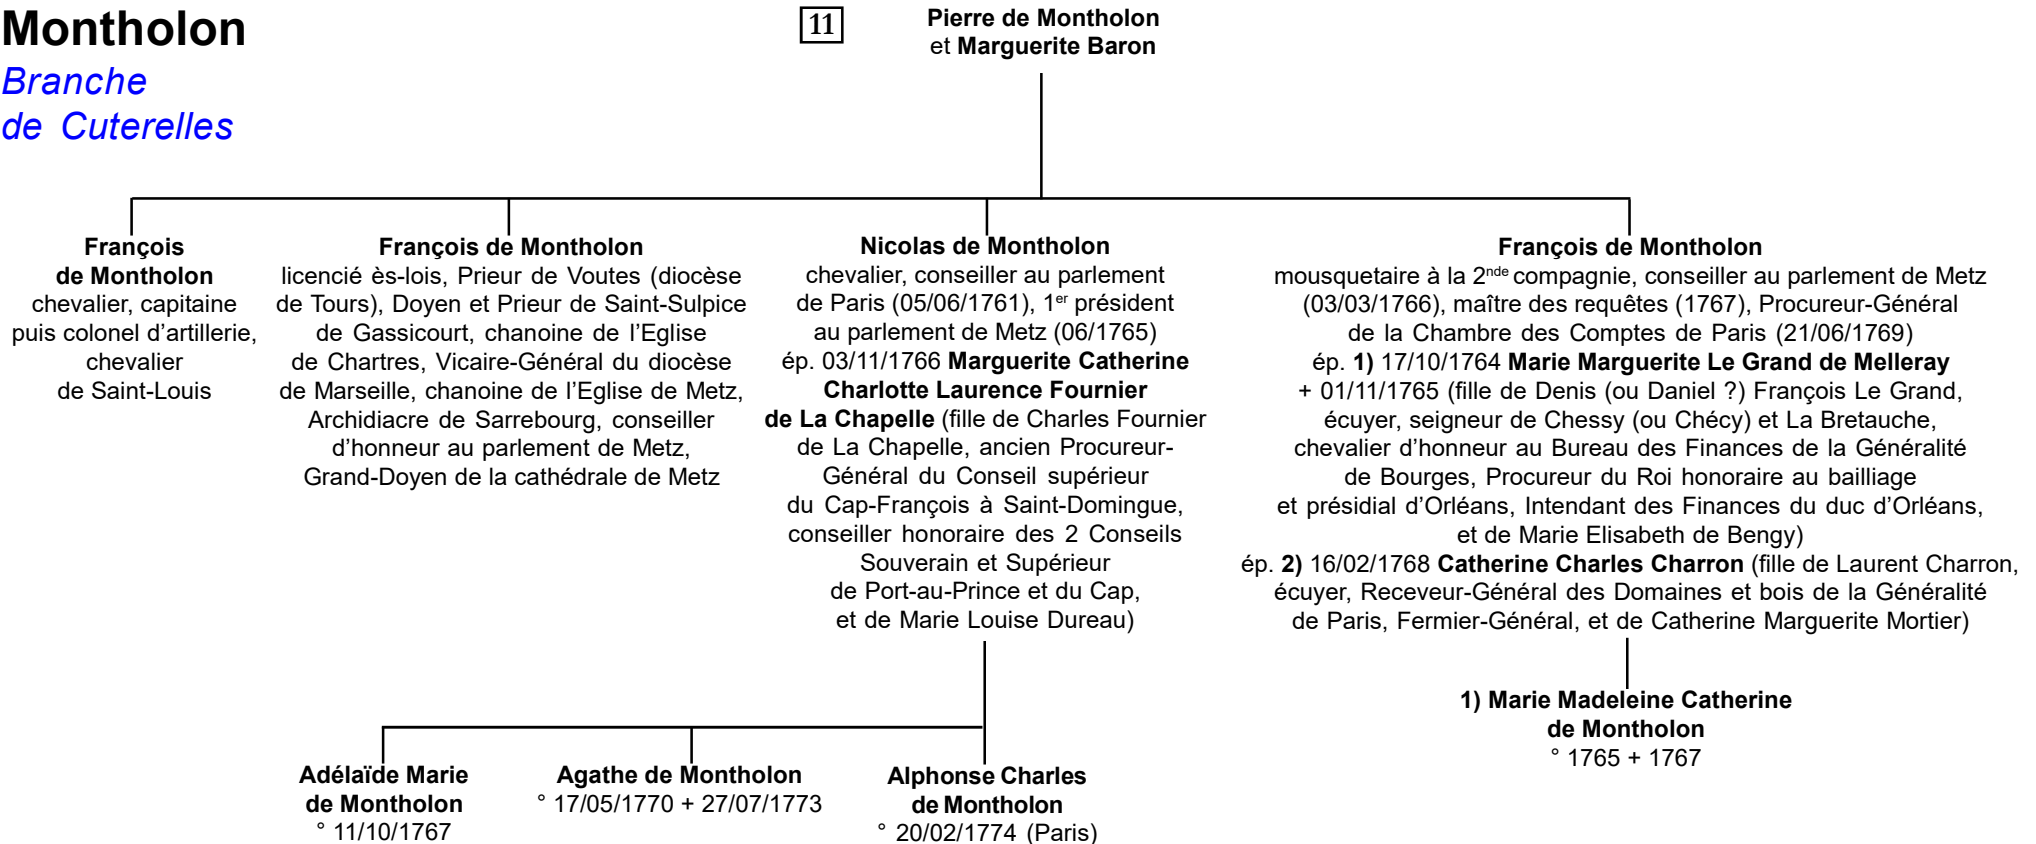 Montholon
Branche
de Cuterelles
11
Pierre de Montholon
et Marguerite Baron
François
de Montholon
chevalier, capitaine
puis colonel d’artillerie,
chevalier
de Saint-Louis
François de Montholon
licencié ès-lois, Prieur de Voutes (diocèse
de Tours), Doyen et Prieur de Saint-Sulpice
de Gassicourt, chanoine de l’Eglise
de Chartres, Vicaire-Général du diocèse
de Marseille, chanoine de l’Eglise de Metz,
Archidiacre de Sarrebourg, conseiller
d’honneur au parlement de Metz,
Grand-Doyen de la cathédrale de Metz
Nicolas de Montholon
chevalier, conseiller au parlement
de Paris (05/06/1761), 1er président
au parlement de Metz (06/1765)
ép. 03/11/1766 Marguerite Catherine
Charlotte Laurence Fournier
de La Chapelle (fille de Charles Fournier
de La Chapelle, ancien Procureur-
Général du Conseil supérieur
du Cap-François à Saint-Domingue,
conseiller honoraire des 2 Conseils
Souverain et Supérieur
de Port-au-Prince et du Cap,
et de Marie Louise Dureau)
François de Montholon
mousquetaire à la 2nde compagnie, conseiller au parlement de Metz
(03/03/1766), maître des requêtes (1767), Procureur-Général
de la Chambre des Comptes de Paris (21/06/1769)
ép. 1) 17/10/1764 Marie Marguerite Le Grand de Melleray
+ 01/11/1765 (fille de Denis (ou Daniel ?) François Le Grand,
écuyer, seigneur de Chessy (ou Chécy) et La Bretauche,
chevalier d’honneur au Bureau des Finances de la Généralité
de Bourges, Procureur du Roi honoraire au bailliage
et présidial d’Orléans, Intendant des Finances du duc d’Orléans,
et de Marie Elisabeth de Bengy)
ép. 2) 16/02/1768 Catherine Charles Charron (fille de Laurent Charron,
écuyer, Receveur-Général des Domaines et bois de la Généralité
de Paris, Fermier-Général, et de Catherine Marguerite Mortier)
1) Marie Madeleine Catherine
de Montholon
° 1765 + 1767
Adélaïde Marie
de Montholon
° 11/10/1767
Agathe de Montholon
° 17/05/1770 + 27/07/1773
Alphonse Charles
de Montholon
° 20/02/1774 (Paris)